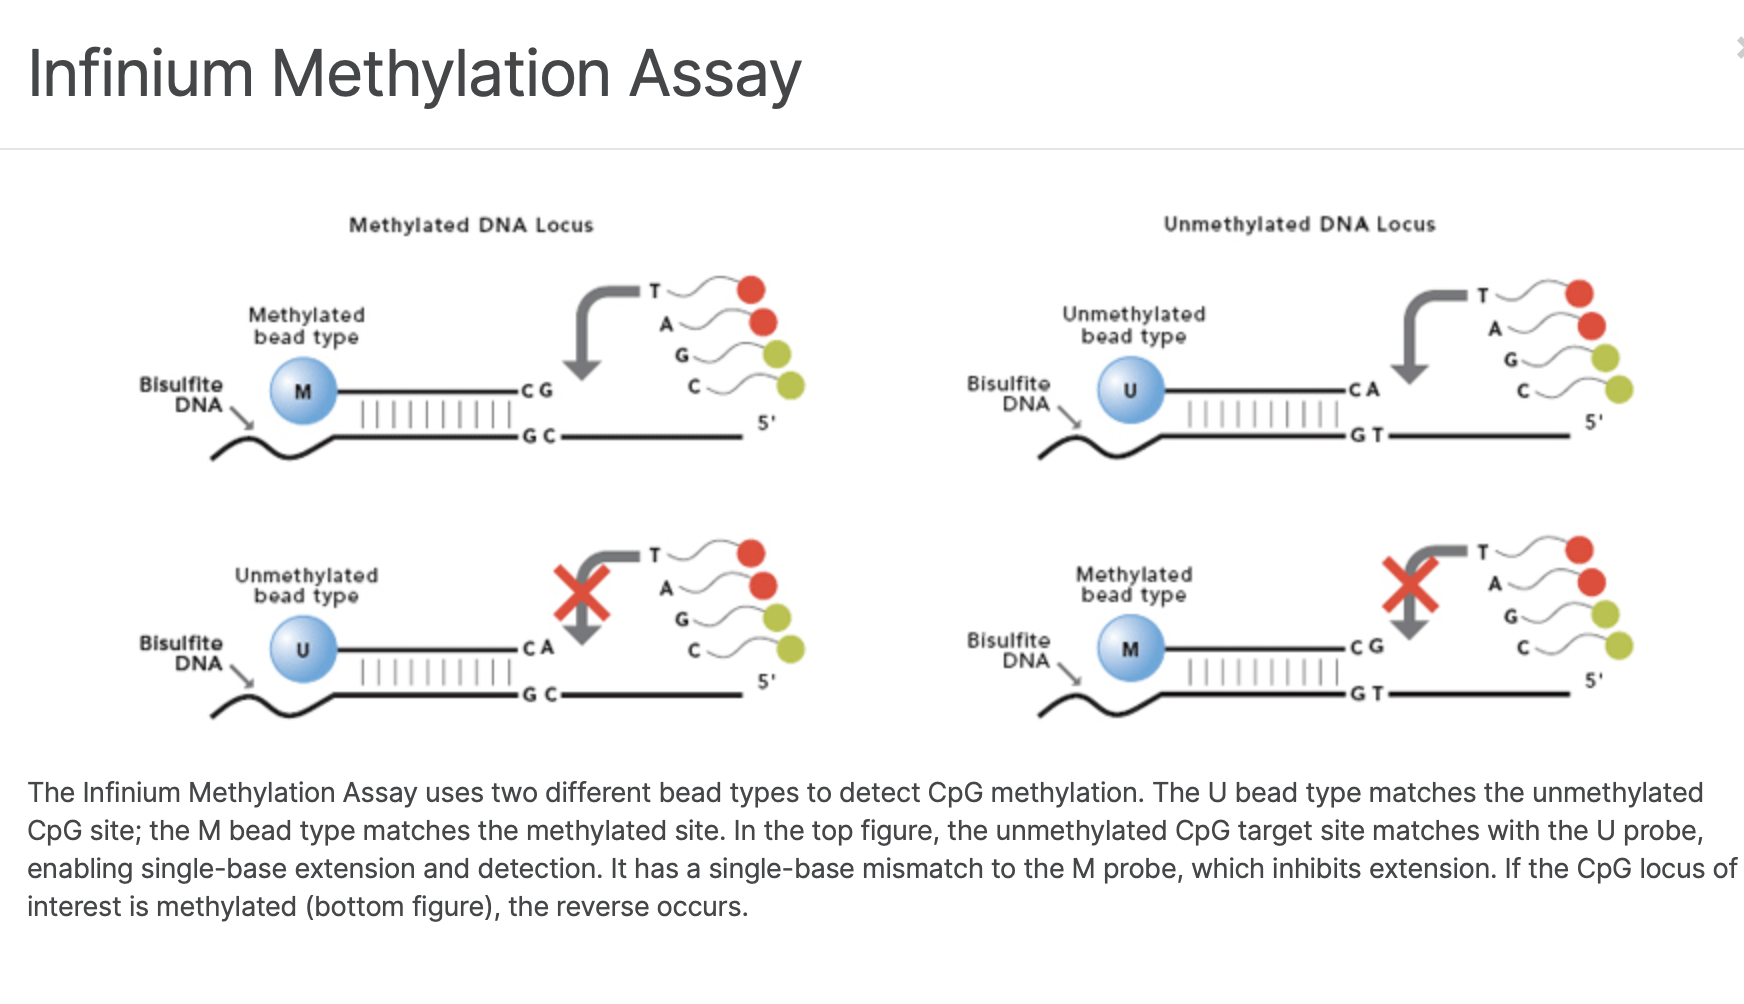 Infinium Methylation Assay
Methylated DNA Locus
Methylated
bead type
Bisulfite
DNA
M
C G
G C
T
A
G
C
5'
Unmethylated
bead type
Bisulfite
DNA
U
C A
G C
T
A
G
C
5'
Unmethylated DNA Locus
Unmethylated
bead type
Bisulfite
DNA
U
C A
G T
T
A
G
C
5'
Methylated
bead type
Bisulfite
DNA
M
C G
G T
T
A
G
C
5'
The Infinium Methylation Assay uses two different bead types to detect CpG methylation. The U bead type matches the unmethylated
CpG site; the M bead type matches the methylated site. In the top figure, the unmethylated CpG target site matches with the U probe,
enabling single-base extension and detection. It has a single-base mismatch to the M probe, which inhibits extension. If the CpG locus of
interest is methylated (bottom figure), the reverse occurs.